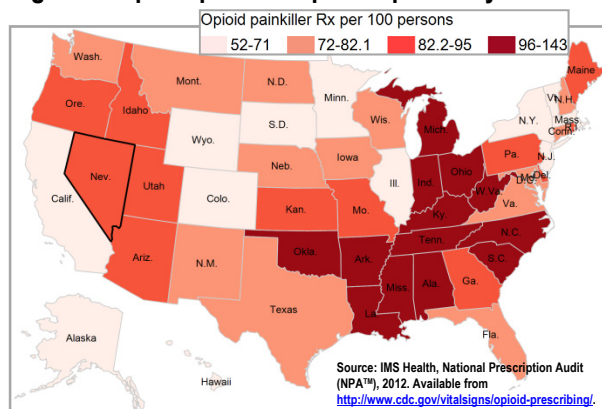 Opioid painkiller Rx per 100 persons
52-71 72-82.1 82.2-95 96-143
Wash.
Mont.
N.D.
Minn.
Maine
Ore.
Idaho
Wis.
Mich.
N.Y.
Vt.
N.H.
Mass.
Conn.
R.I.
S.D.
Wyo.
Nev.
Neb.
Iowa
Pa.
N.J.
Calif.
Utah
Colo.
Ill.
Ind.
Ohio
Del.
W.Va.
Va.
Kan.
Mo.
Ky.
N.C.
Ariz.
N.M.
Okla.
Ark.
Tenn.
S.C.
Texas
La.
Miss.
Ala.
Ga.
Fla.
Alaska
Hawaii
Source: IMS Health, National Prescription Audit
(NPA™), 2012. Available from
http://www.cdc.gov/vitalsigns/opioid-prescribing/.